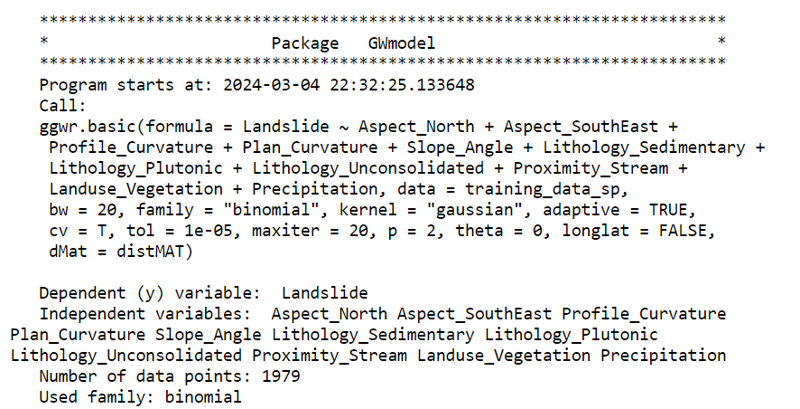 ***********************************************************************
* Package GWmodel *
***********************************************************************
Program starts at: 2024-03-04 22:32:25.133648
Call:
ggwr.basic(formula = Landslide ~ Aspect_North + Aspect_SouthEast +
Profile_Curvature + Plan_Curvature + Slope_Angle + Lithology_Sedimentary +
Lithology_Plutonic + Lithology_Unconsolidated + Proximity_Stream +
Landuse_Vegetation + Precipitation, data = training_data_sp,
bw = 20, family = "binomial", kernel = "gaussian", adaptive = TRUE,
cv = T, tol = 1e-05, maxiter = 20, p = 2, theta = 0, longlat = FALSE,
dMat = distMAT)
Dependent (y) variable: Landslide
Independent variables: Aspect_North Aspect_SouthEast Profile_Curvature
Plan_Curvature Slope_Angle Lithology_Sedimentary Lithology_Plutonic
Lithology_Unconsolidated Proximity_Stream Landuse_Vegetation Precipitation
Number of data points: 1979
Used family: binomial